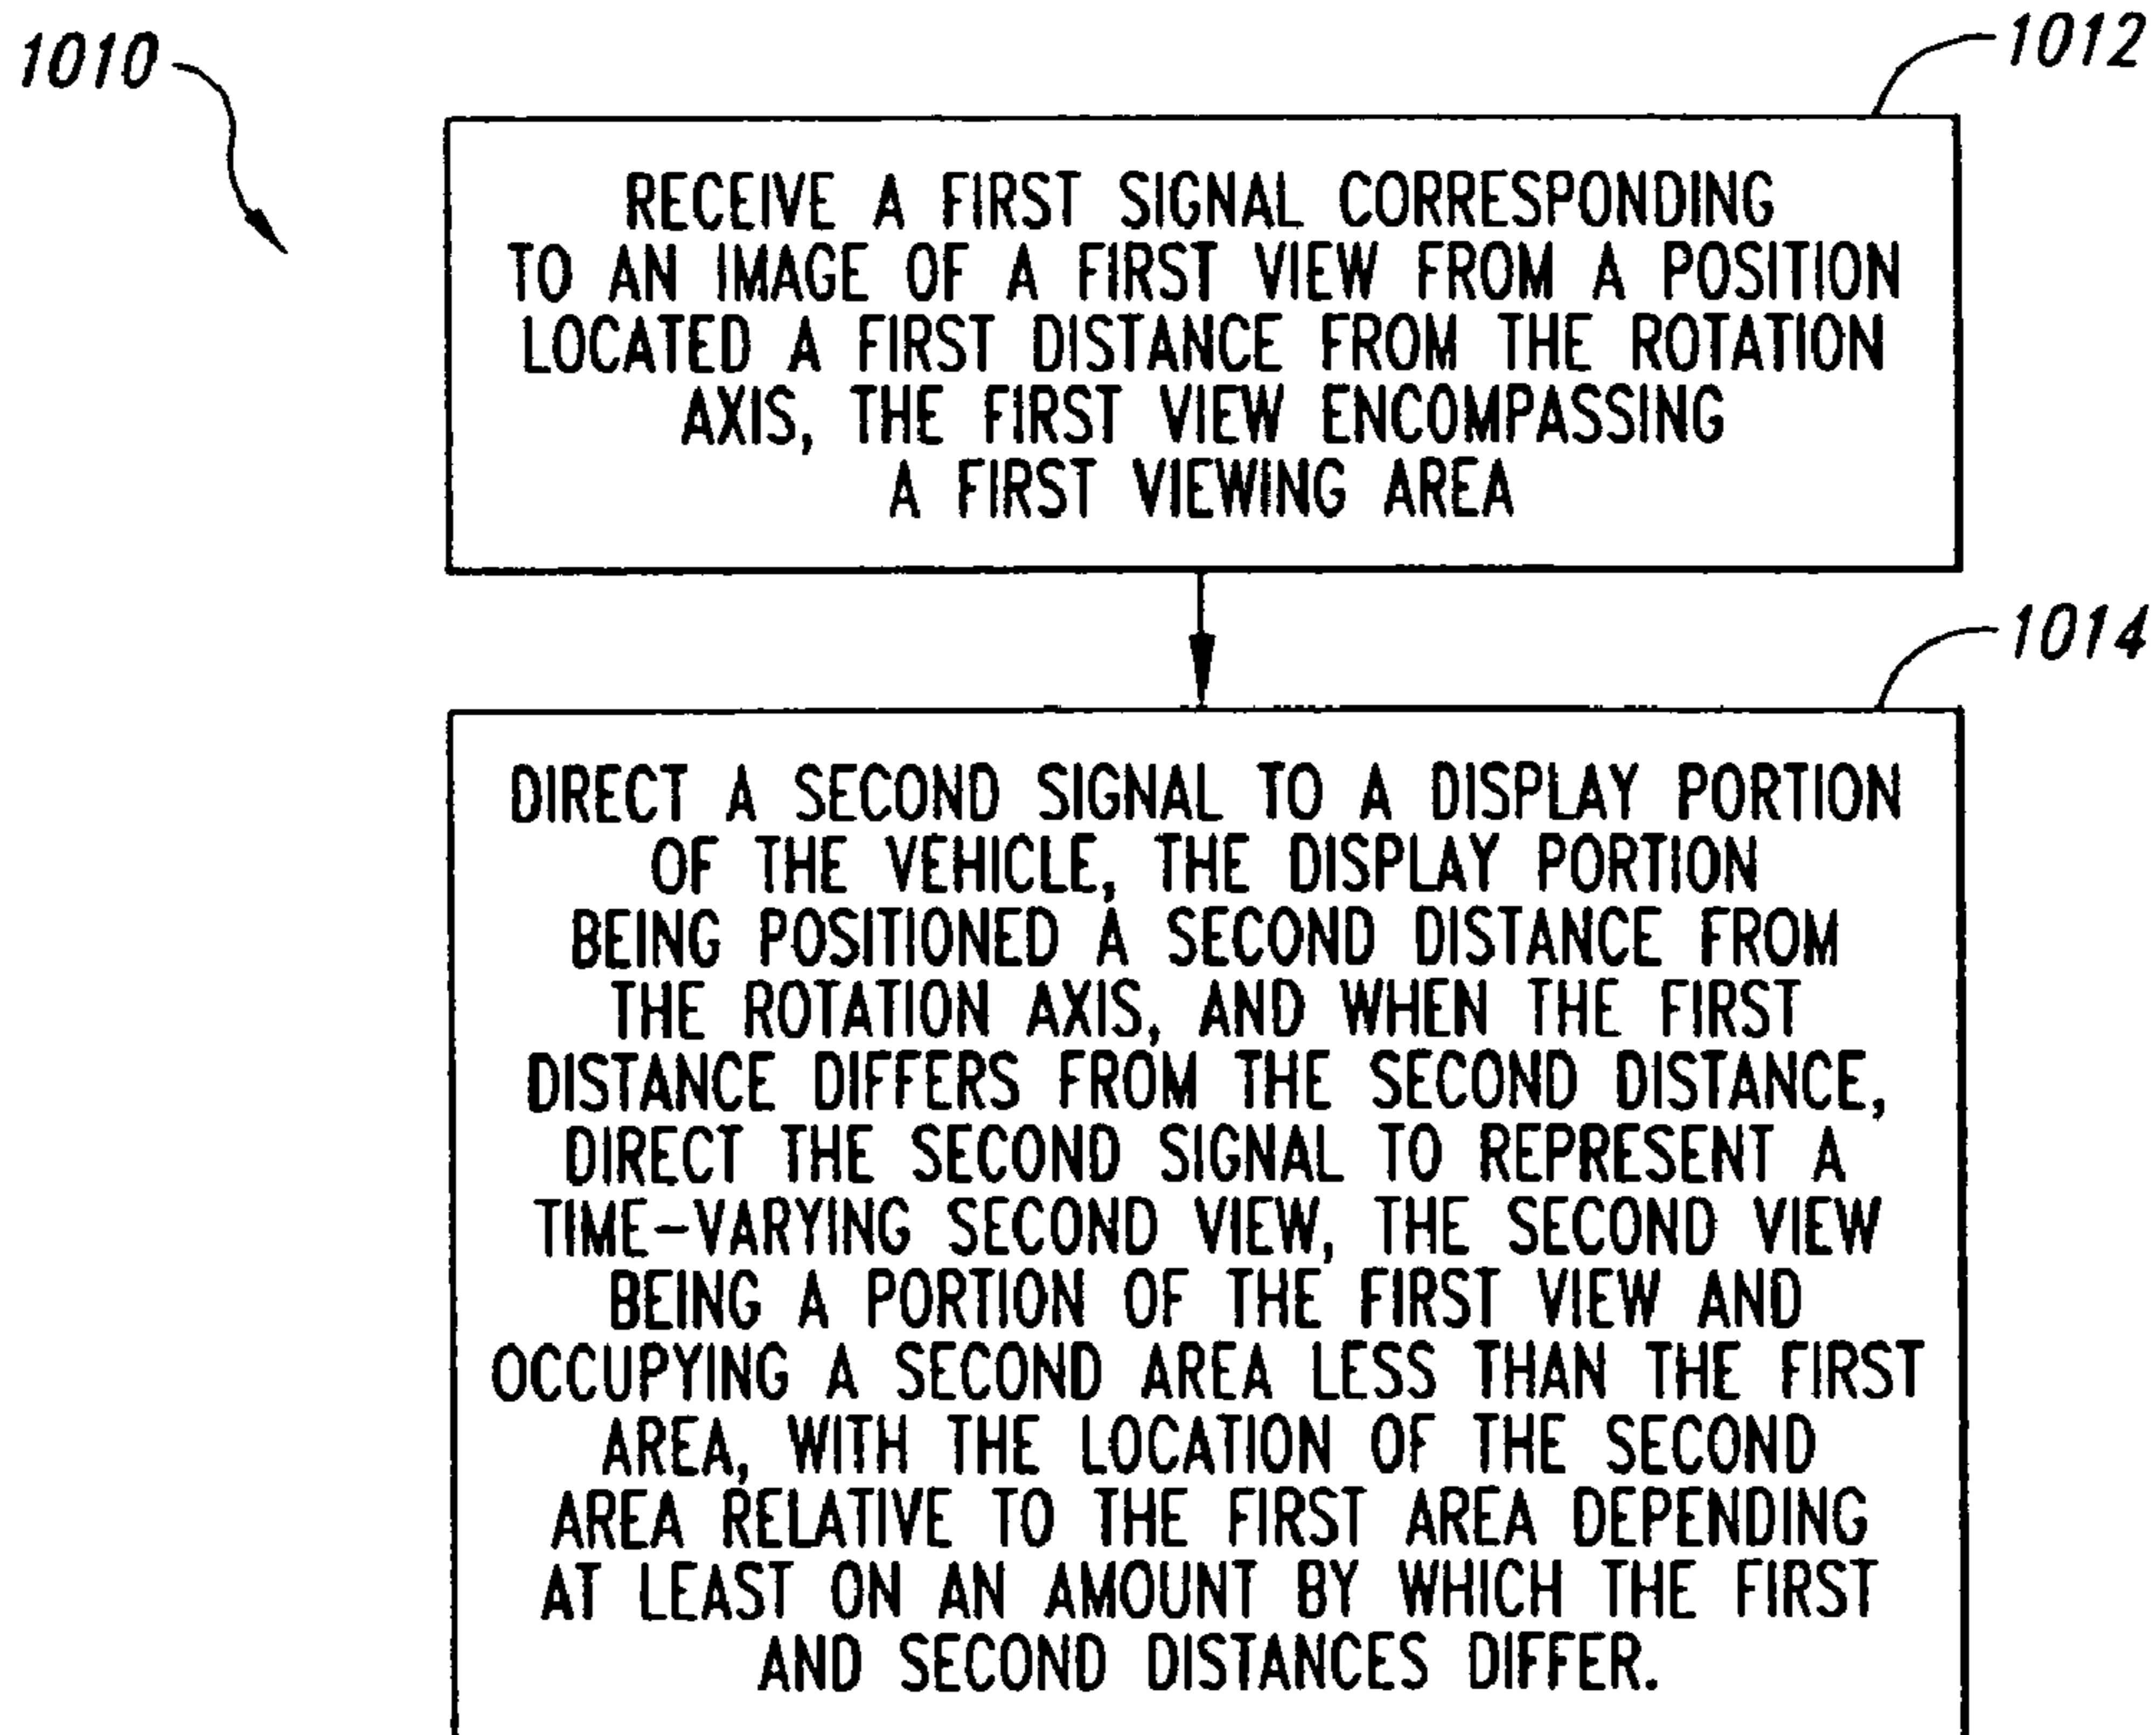 1010
1012
RECEIVE A FIRST SIGNAL CORRESPONDING
TO AN IMAGE OF A FIRST VIEW FROM A POSITION
LOCATED A FIRST DISTANCE FROM THE ROTATION
AXIS, THE FIRST VIEW ENCOMPASSING
A FIRST VIEWING AREA
1014
DIRECT A SECOND SIGNAL TO A DISPLAY PORTION
OF THE VEHICLE, THE DISPLAY PORTION
BEING POSITIONED A SECOND DISTANCE FROM
THE ROTATION AXIS, AND WHEN THE FIRST
DISTANCE DIFFERS FROM THE SECOND DISTANCE,
DIRECT THE SECOND SIGNAL TO REPRESENT A
TIME-VARYING SECOND VIEW, THE SECOND VIEW
BEING A PORTION OF THE FIRST VIEW AND
OCCUPYING A SECOND AREA LESS THAN THE FIRST
AREA, WITH THE LOCATION OF THE SECOND
AREA RELATIVE TO THE FIRST AREA DEPENDING
AT LEAST ON AN AMOUNT BY WHICH THE FIRST
AND SECOND DISTANCES DIFFER.